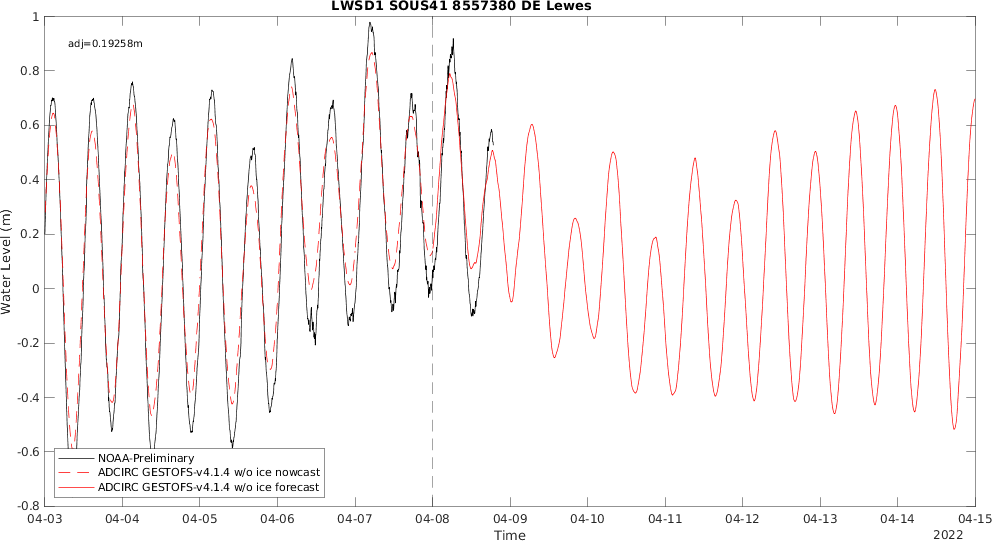 LWSD1 SOUS41 8557380 DE Lewes
adj=0.19258m
1
0.8
0.6
0.4
0.2
0
-0.2
-0.4
-0.6
-0.8
Water Level (m)
NOAA-Preliminary
ADCIRC GESTOFS-v4.1.4 w/o ice nowcast
ADCIRC GESTOFS-v4.1.4 w/o ice forecast
04-03 04-04 04-05 04-06 04-07 04-08 04-09 04-10 04-11 04-12 04-13 04-14 04-15
Time
2022